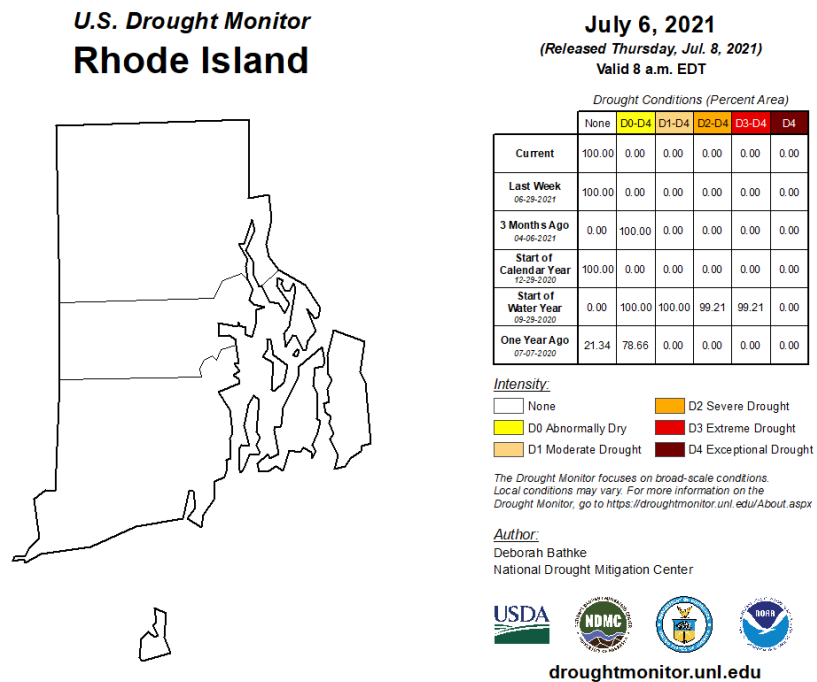 U.S. Drought Monitor
Rhode Island
July 6, 2021
(Released Thursday, Jul. 8, 2021)
Valid 8 a.m. EDT
Drought Conditions (Percent Area)
None D0-D4 D1-D4 D2-D4 D3-D4 D4
Current 100.00 0.00 0.00 0.00 0.00 0.00
Last Week
06-29-2021 100.00 0.00 0.00 0.00 0.00 0.00
3 Months Ago
04-06-2021 0.00 100.00 0.00 0.00 0.00 0.00
Start of
Calendar Year
12-29-2020 100.00 0.00 0.00 0.00 0.00 0.00
Start of
Water Year
09-29-2020 0.00 100.00 100.00 99.21 99.21 0.00
One Year Ago
07-07-2020 21.34 78.66 0.00 0.00 0.00 0.00
Intensity:
None
D0 Abnormally Dry
D1 Moderate Drought
D2 Severe Drought
D3 Extreme Drought
D4 Exceptional Drought
The Drought Monitor focuses on broad-scale conditions.
Local conditions may vary. For more information on the
Drought Monitor, go to https://droughtmonitor.unl.edu/About.aspx
Author:
Deborah Bathke
National Drought Mitigation Center
USDA
NDMC
NOAA
droughtmonitor.unl.edu